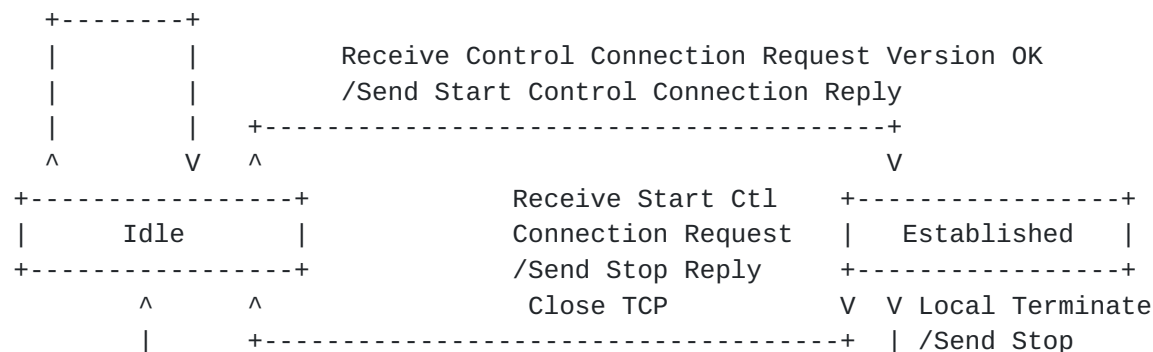 +--------+
|        |         Receive Control Connection Request Version OK
|        |         /Send Start Control Connection Reply
|        |   +----------------------------------------+
^        V   ^                                        V
+-----------------+             Receive Start Ctl    +-----------------+
|      Idle       |             Connection Request   |   Established   |
+-----------------+             /Send Stop Reply     +-----------------+
^      ^                 Close TCP           V  V Local Terminate
|      +-------------------------------------+  | /Send Stop